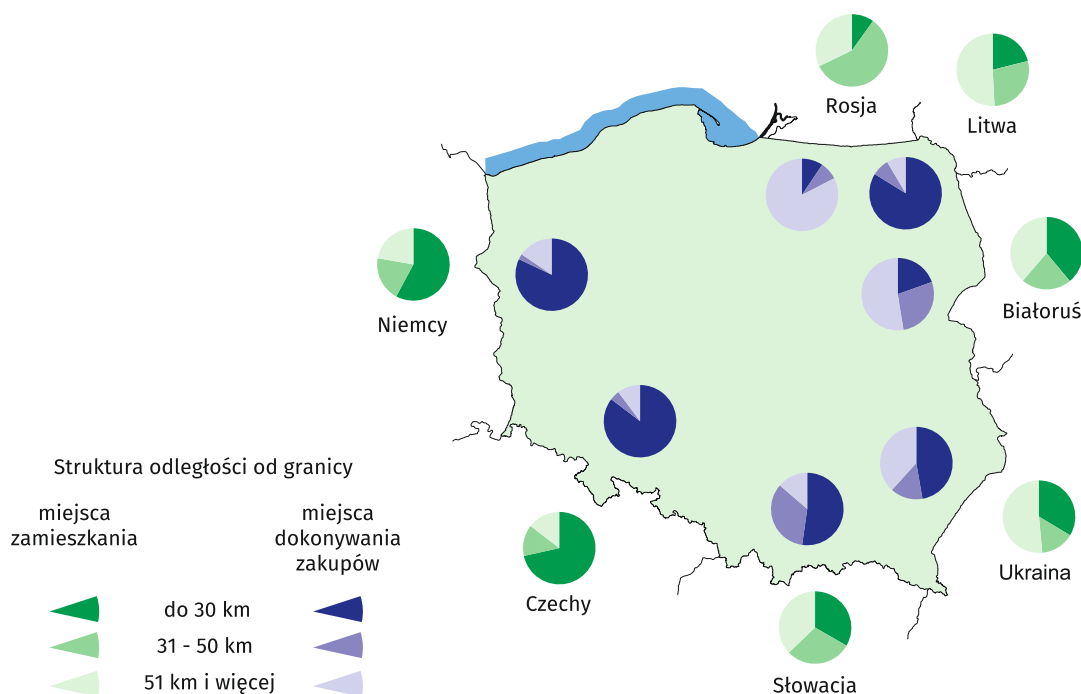 Rosja
Litwa
Białoruś
Niemcy
Ukraina
Czechy
Słowacja
Struktura odległości od granicy
miejsca
zamieszkania
miejsca
dokonywania
zakupów
do 30 km
31 - 50 km
51 km i więcej